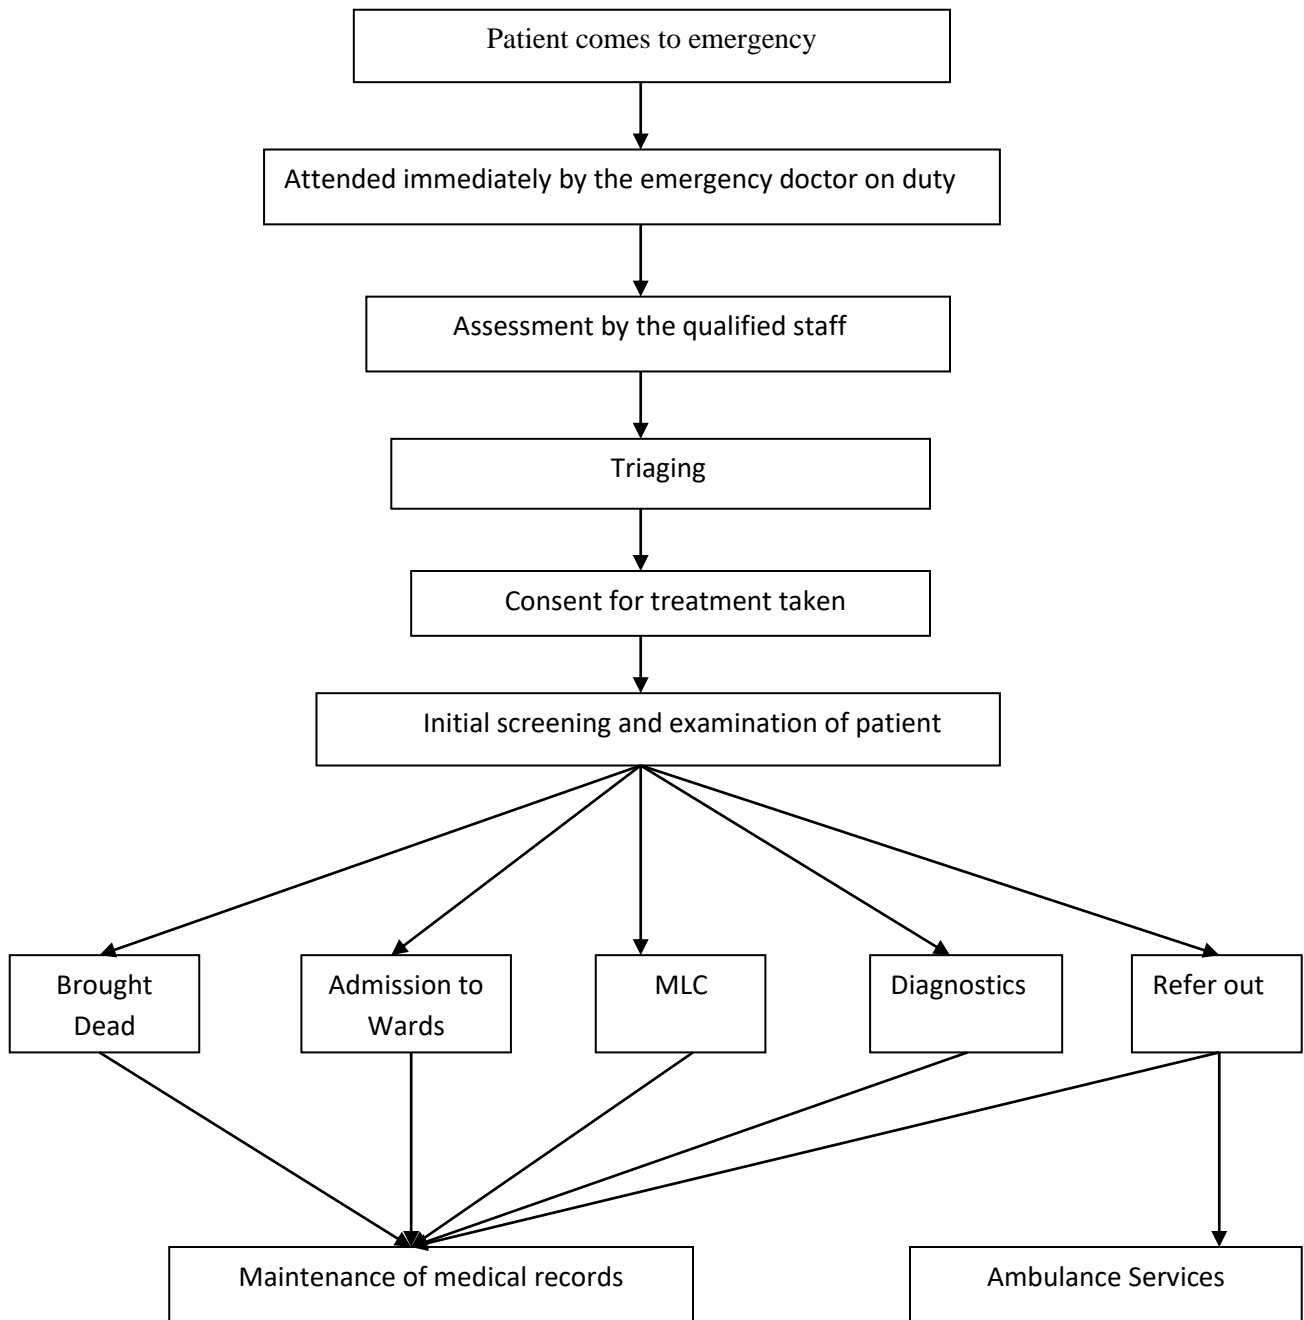 Patient comes to emergency
Attended immediately by the emergency doctor on duty
Assessment by the qualified staff
Triaging
Consent for treatment taken
Initial screening and examination of patient
Brought
Dead
Admission to
Wards
MLC
Diagnostics
Refer out
Maintenance of medical records
Ambulance Services